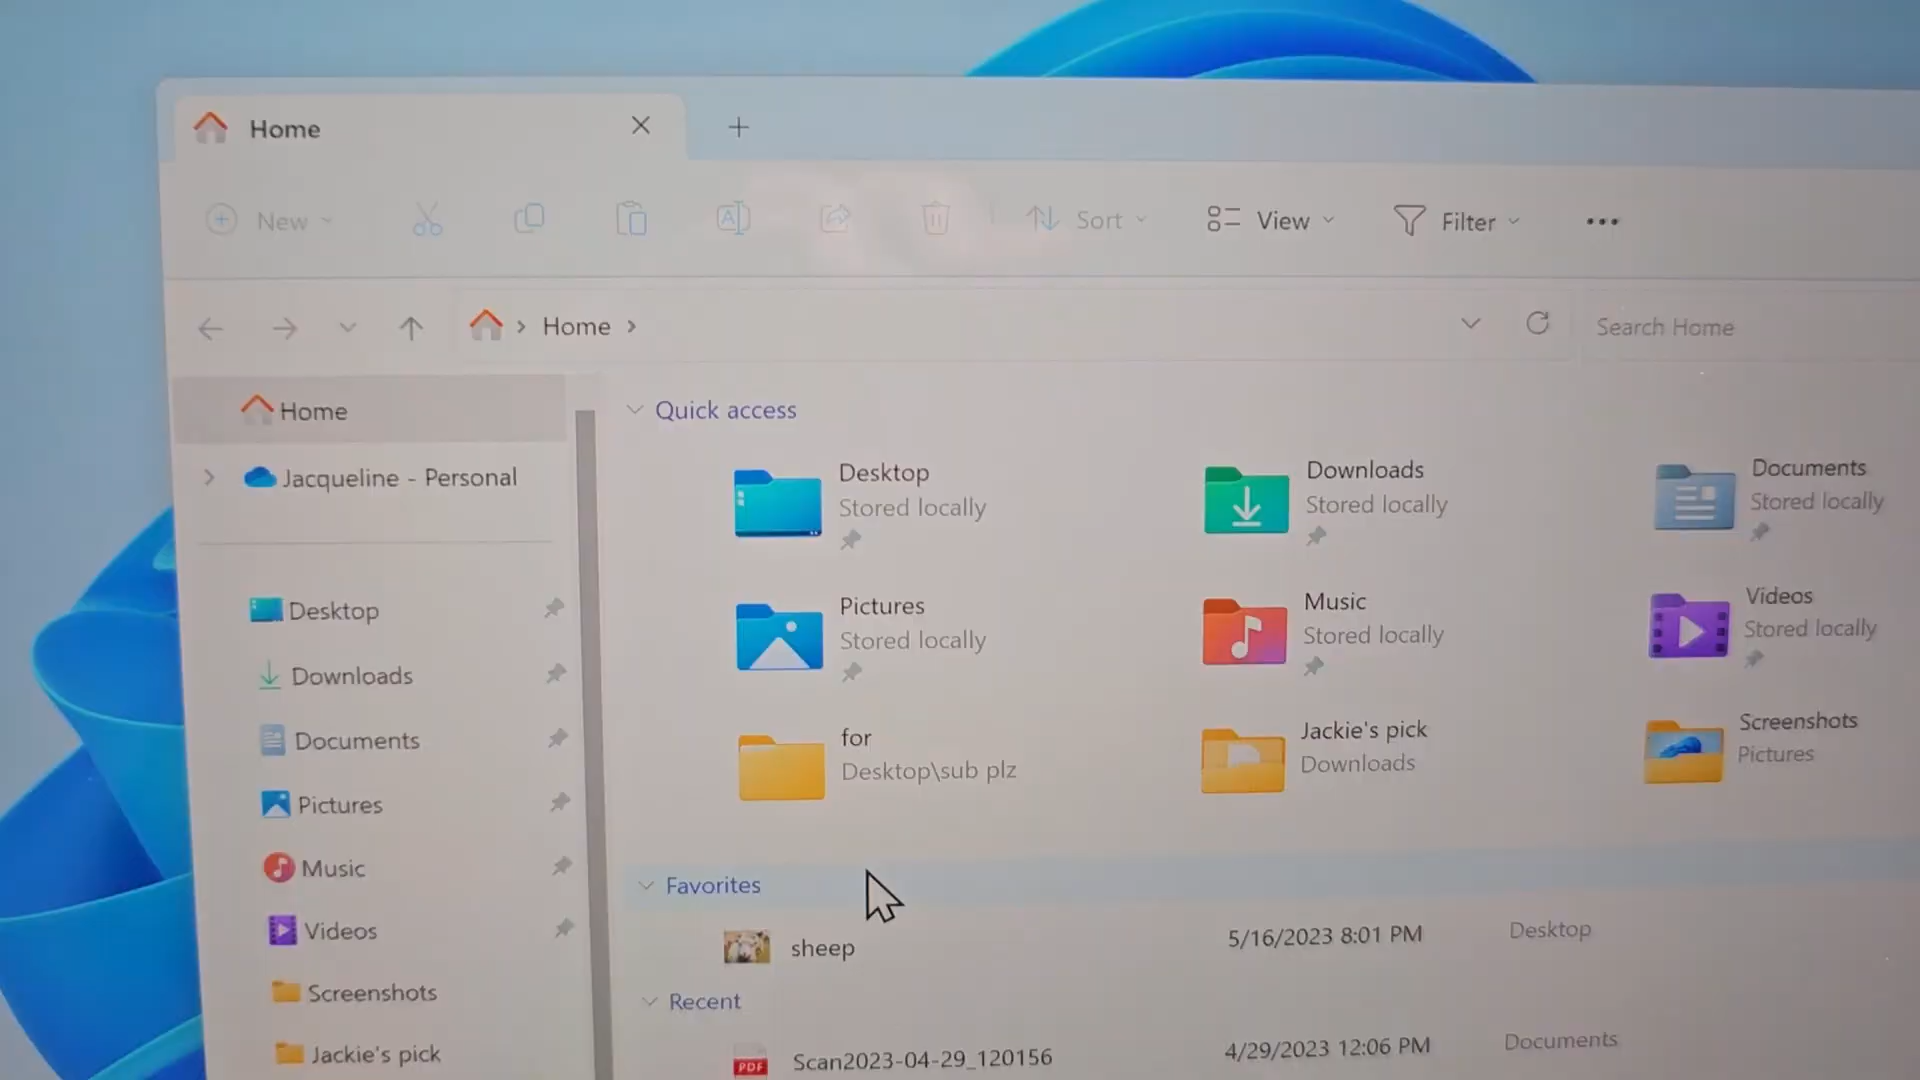 Home
New
Sort
View
Filter
Home
Search Home
Home
Jacqueline - Personal
Desktop
Downloads
Documents
Pictures
Music
Videos
Screenshots
Jackie's pick
Quick access
Desktop
Stored locally
Downloads
Stored locally
Documents
Stored locally
Pictures
Stored locally
Music
Stored locally
Videos
Stored locally
for
Desktop\sub plz
Jackie's pick
Downloads
Screenshots
Pictures
Favorites
sheep 5/16/2023 8:01 PM Desktop
Recent
PDF Scan2023-04-29_120156 4/29/2023 12:06 PM Documents